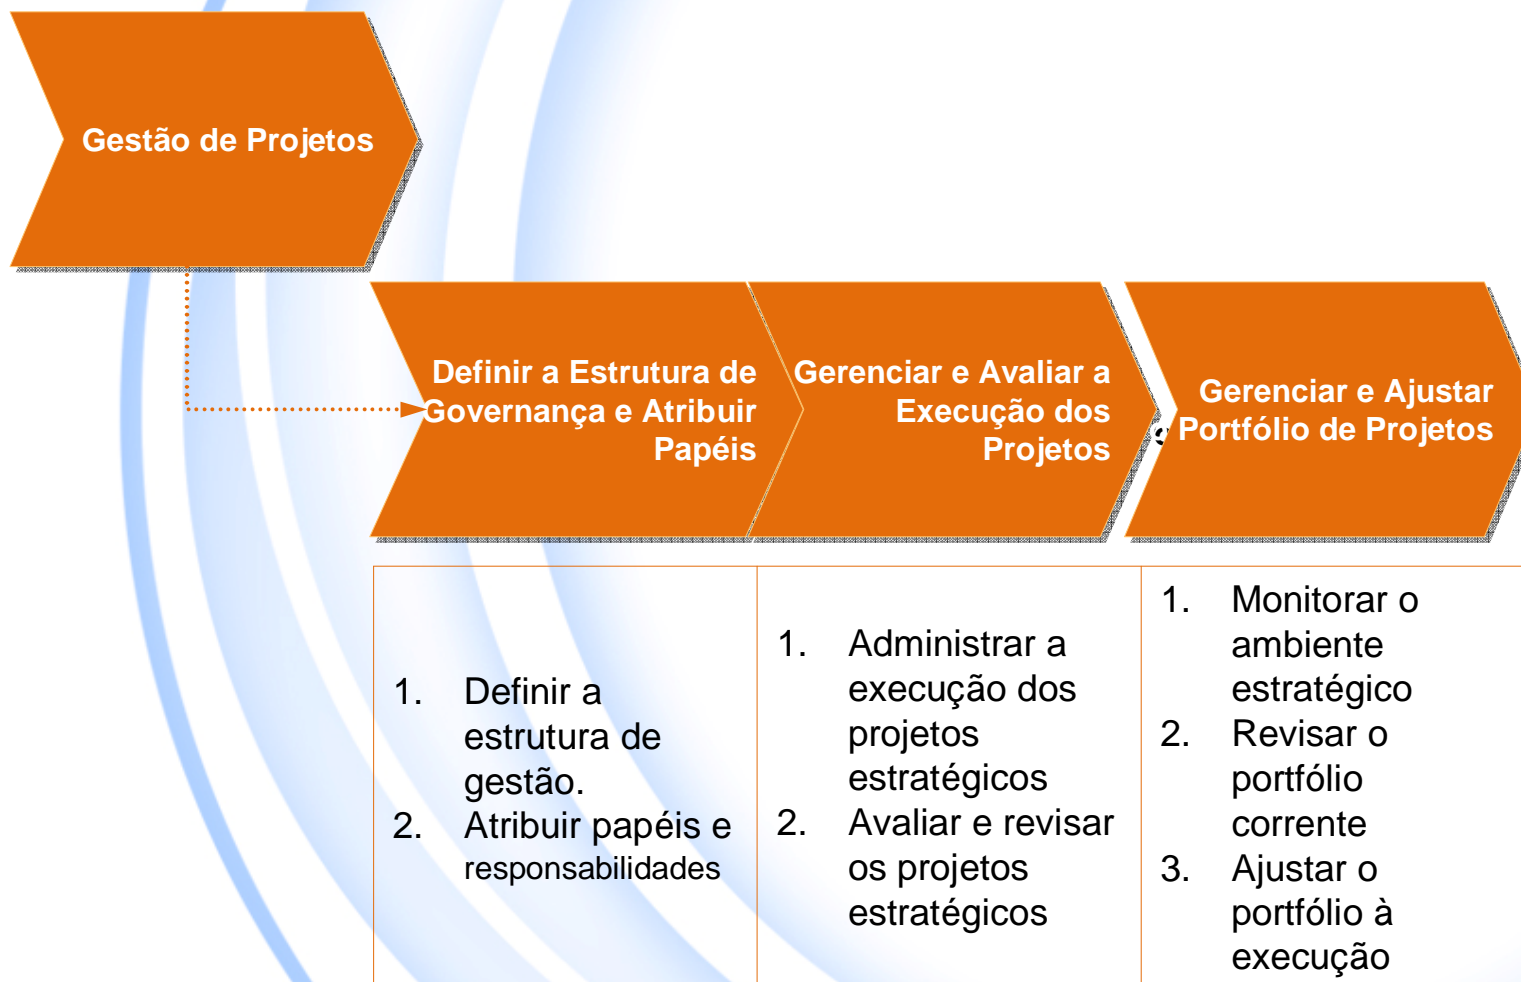 Gestão de Projetos
Definir a Estrutura de
Governança e Atribuir
Papéis
Gerenciar e Avaliar a
Execução dos
Projetos
Gerenciar e Ajustar
Portfólio de Projetos
1. Definir a
estrutura de
gestão.
2. Atribuir papéis e
responsabilidades
1. Administrar a
execução dos
projetos
estratégicos
2. Avaliar e revisar
os projetos
estratégicos
1. Monitorar o
ambiente
estratégico
2. Revisar o
portfólio
corrente
3. Ajustar o
portfólio à
execução